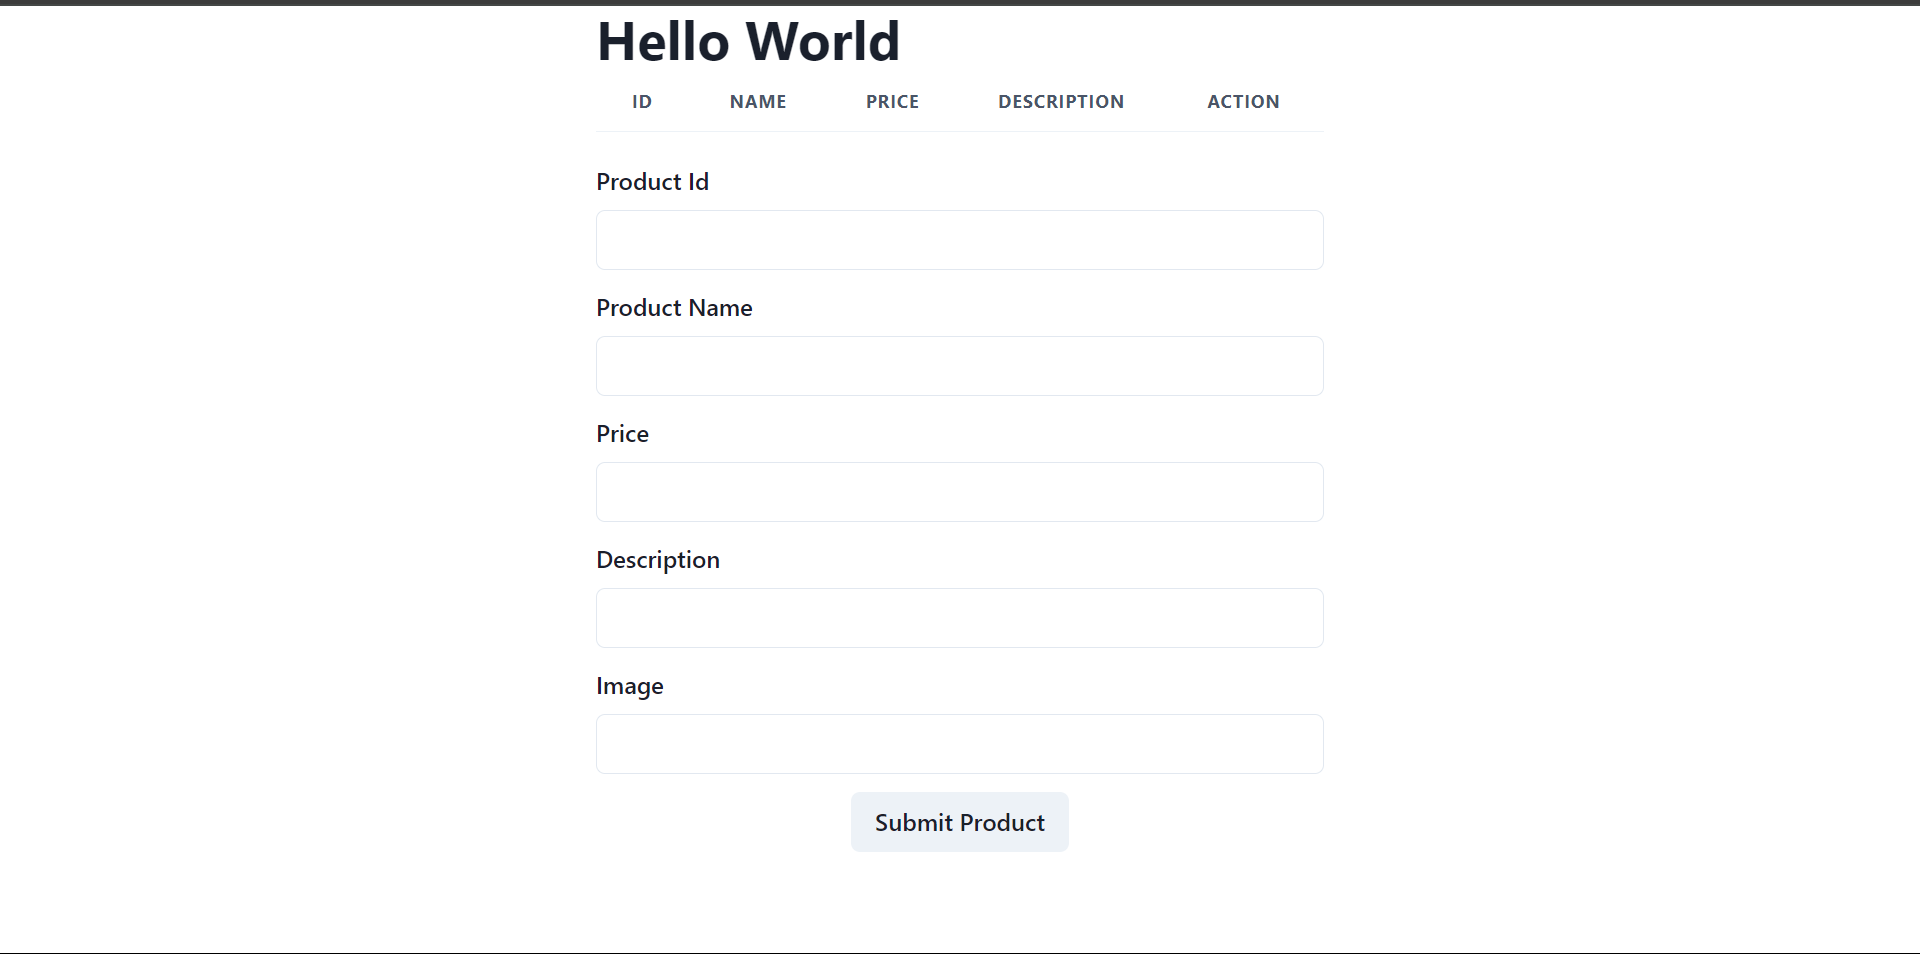 Hello World
ID NAME PRICE DESCRIPTION ACTION
Product Id
Product Name
Price
Description
Image
Submit Product